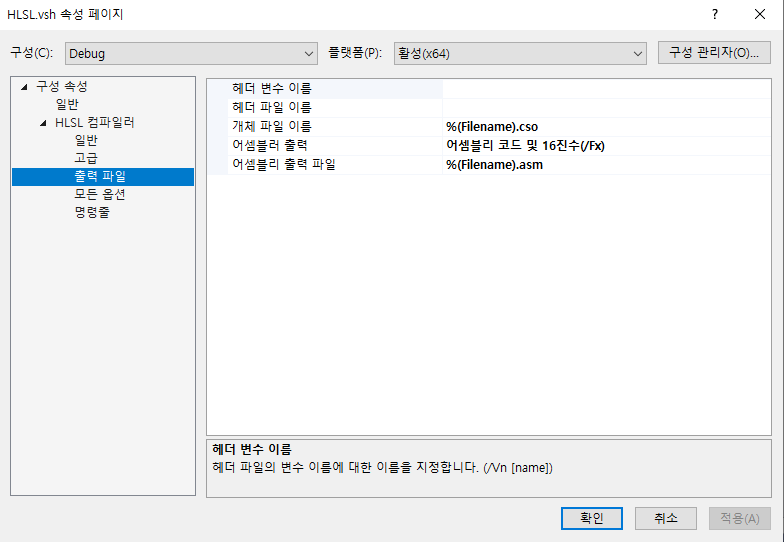 HLSL.vsh 속성 페이지
구성(C): Debug 플랫폼(P): 활성(x64) 구성 관리자(O)...
구성 속성
일반
HLSL 컴파일러
일반
고급
출력 파일
모든 옵션
명령줄
헤더 변수 이름
헤더 파일 이름
개체 파일 이름 %(Filename).cso
어셈블러 출력 어셈블리 코드 및 16진수(/Fx)
어셈블리 출력 파일 %(Filename).asm
헤더 변수 이름
헤더 파일의 변수 이름에 대한 이름을 지정합니다. (/Vn [name])
확인 취소 적용(A)